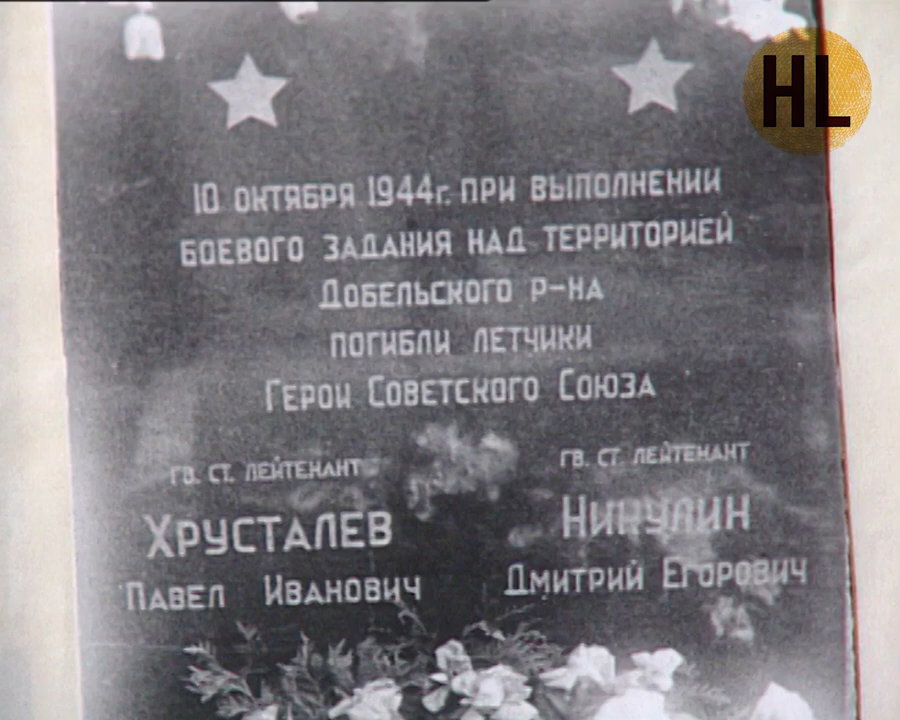 HL
10 ОКТЯБРЯ 1944г. ПРИ ВЫПОЛНЕНИИ
БОЕВОГО ЗАДАНИЯ НАД ТЕРРИТОРИЕЙ
ДОБЕЛЬСКОГО Р-НА
ПОГИБЛИ ЛЕТЧИКИ
ГЕРОИ СОВЕТСКОГО СОЮЗА
ГВ. СТ. ЛЕЙТЕНАНТ
ХРУСТАЛЕВ
ПАВЕЛ ИВАНОВИЧ
ГВ. СТ. ЛЕЙТЕНАНТ
НИКУЛИН
ДМИТРИЙ ЕГОРОВИЧ